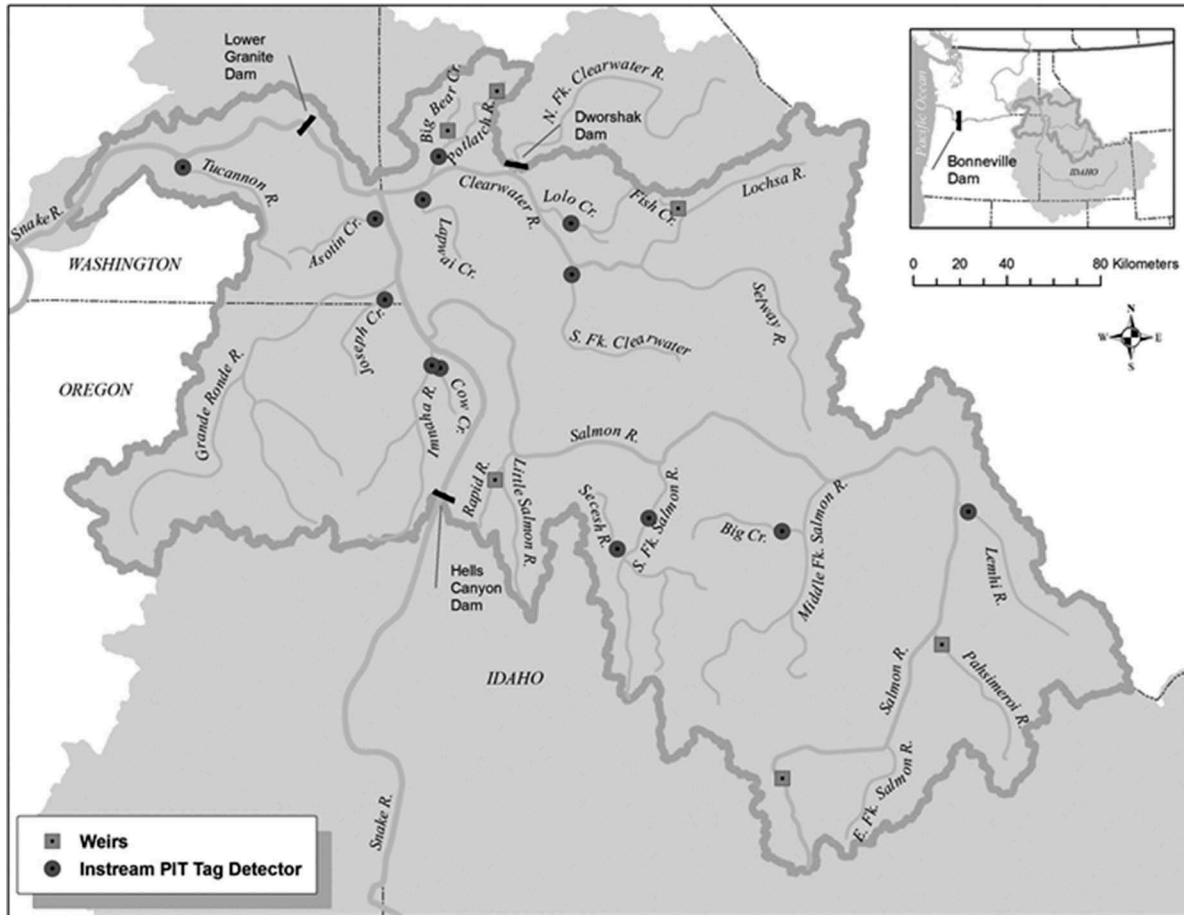 Lower
Granite
Dam
Big Bear Cr.
Potlatch R.
N. Fk. Clearwater R.
Dworshak
Dam
Pacific Ocean
Bonneville
Dam
IDAHO
Tucannon R.
Snake R.
Asotin Cr.
Lapwai Cr.
Clearwater R.
Lolo Cr.
Fish Cr.
Lochsa R.
WASHINGTON
0 20 40 80 Kilometers
Selway R.
S. Fk. Clearwater
N
W E
S
Joseph Cr.
OREGON
Grande Ronde R.
Imnaha R.
Cow Cr.
Salmon R.
Rapid R.
Little Salmon R.
Secesh R.
S. Fk. Salmon R.
Big Cr.
Middle Fk. Salmon R.
Lemhi R.
Hells
Canyon
Dam
IDAHO
Salmon R.
Pahsimeroi R.
E. Fk. Salmon R.
Snake R.
Weirs
Instream PIT Tag Detector